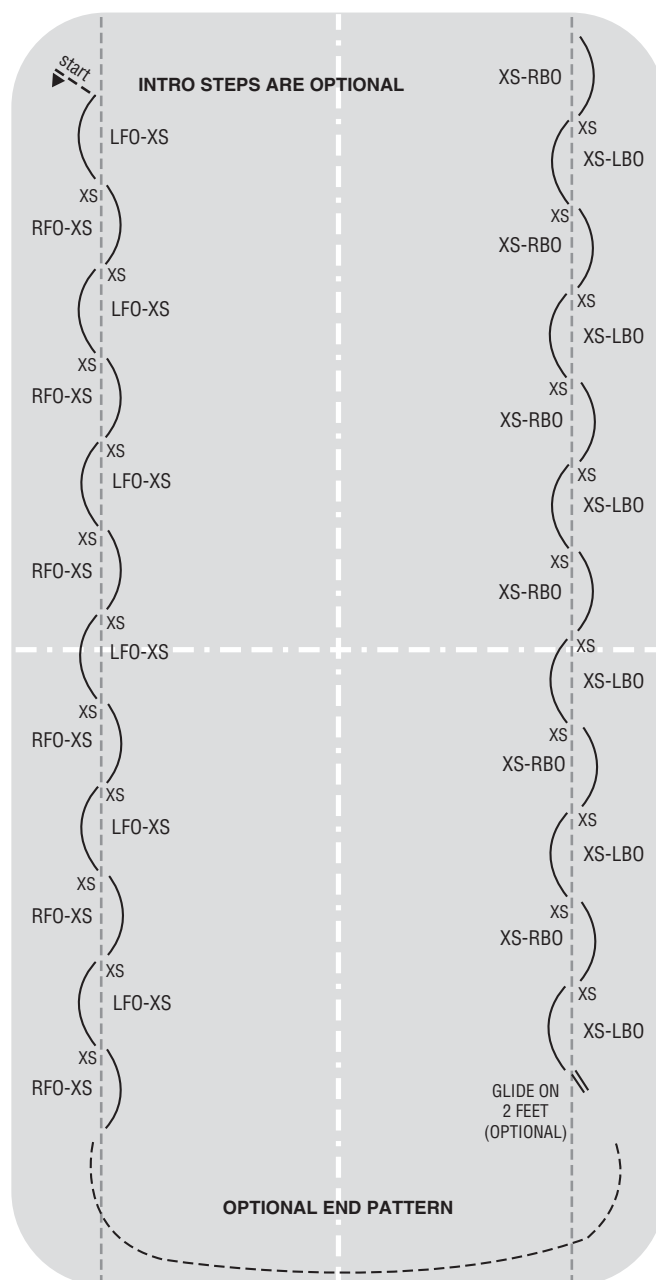 start
INTRO STEPS ARE OPTIONAL
LFO-XS
XS
RFO-XS
XS
LFO-XS
XS
RFO-XS
XS
LFO-XS
XS
RFO-XS
XS
LFO-XS
XS
RFO-XS
XS
LFO-XS
XS
RFO-XS
XS
LFO-XS
XS
RFO-XS
XS-RBO
XS
XS-LBO
XS
XS-RBO
XS
XS-LBO
XS
XS-RBO
XS
XS-LBO
XS
XS-RBO
XS
XS-LBO
XS
XS-RBO
XS
XS-LBO
XS
XS-RBO
XS
XS-LBO
GLIDE ON
2 FEET
(OPTIONAL)
OPTIONAL END PATTERN